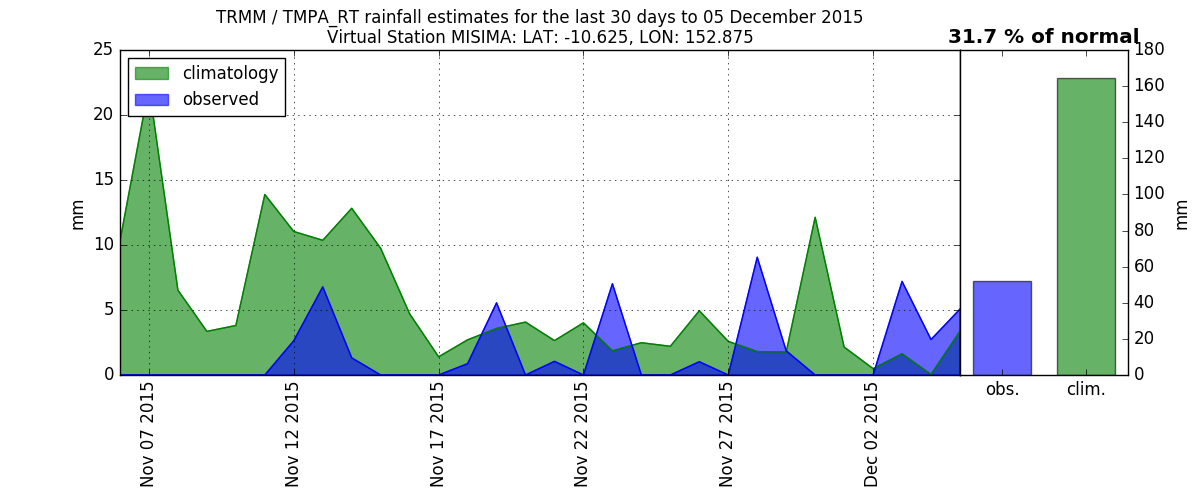 TRMM / TMPA_RT rainfall estimates for the last 30 days to 05 December 2015
Virtual Station MISIMA: LAT: -10.625, LON: 152.875
31.7 % of normal
climatology
observed
25
20
15
10
5
0
mm
Nov 07 2015
Nov 12 2015
Nov 17 2015
Nov 22 2015
Nov 27 2015
Dec 02 2015
obs.
clim.
180
160
140
120
100
80
60
40
20
0
mm